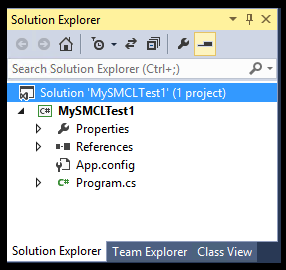 Solution Explorer
Search Solution Explorer (Ctrl+;)
Solution 'MySMCLTest1' (1 project)
C# MySMCLTest1
Properties
References
App.config
C# Program.cs
Solution Explorer Team Explorer Class View